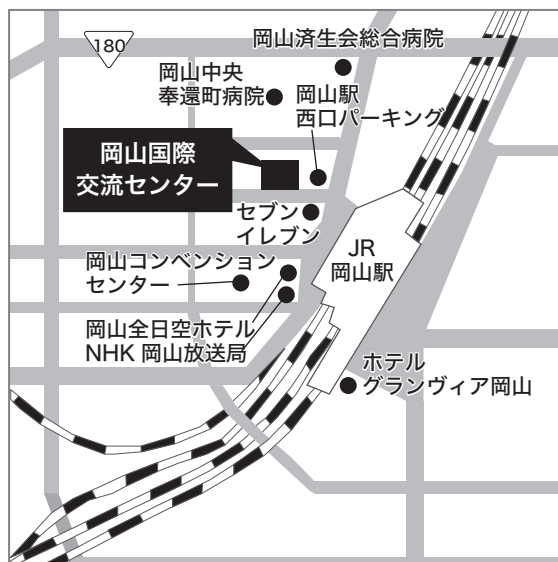 180
岡山済生会総合病院
岡山中央
奉還町病院
岡山駅
西口パーキング
岡山国際
交流センター
セブン
イレブン
JR
岡山駅
岡山コンベンション
センター
岡山全日空ホテル
NHK 岡山放送局
ホテル
グランヴィア岡山